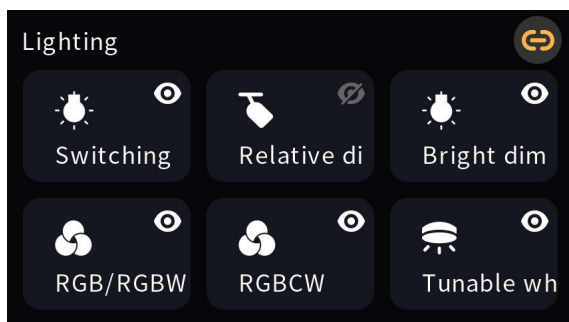 Lighting
Switching
Relative di
Bright dim
RGB/RGBW
RGBCW
Tunable wh